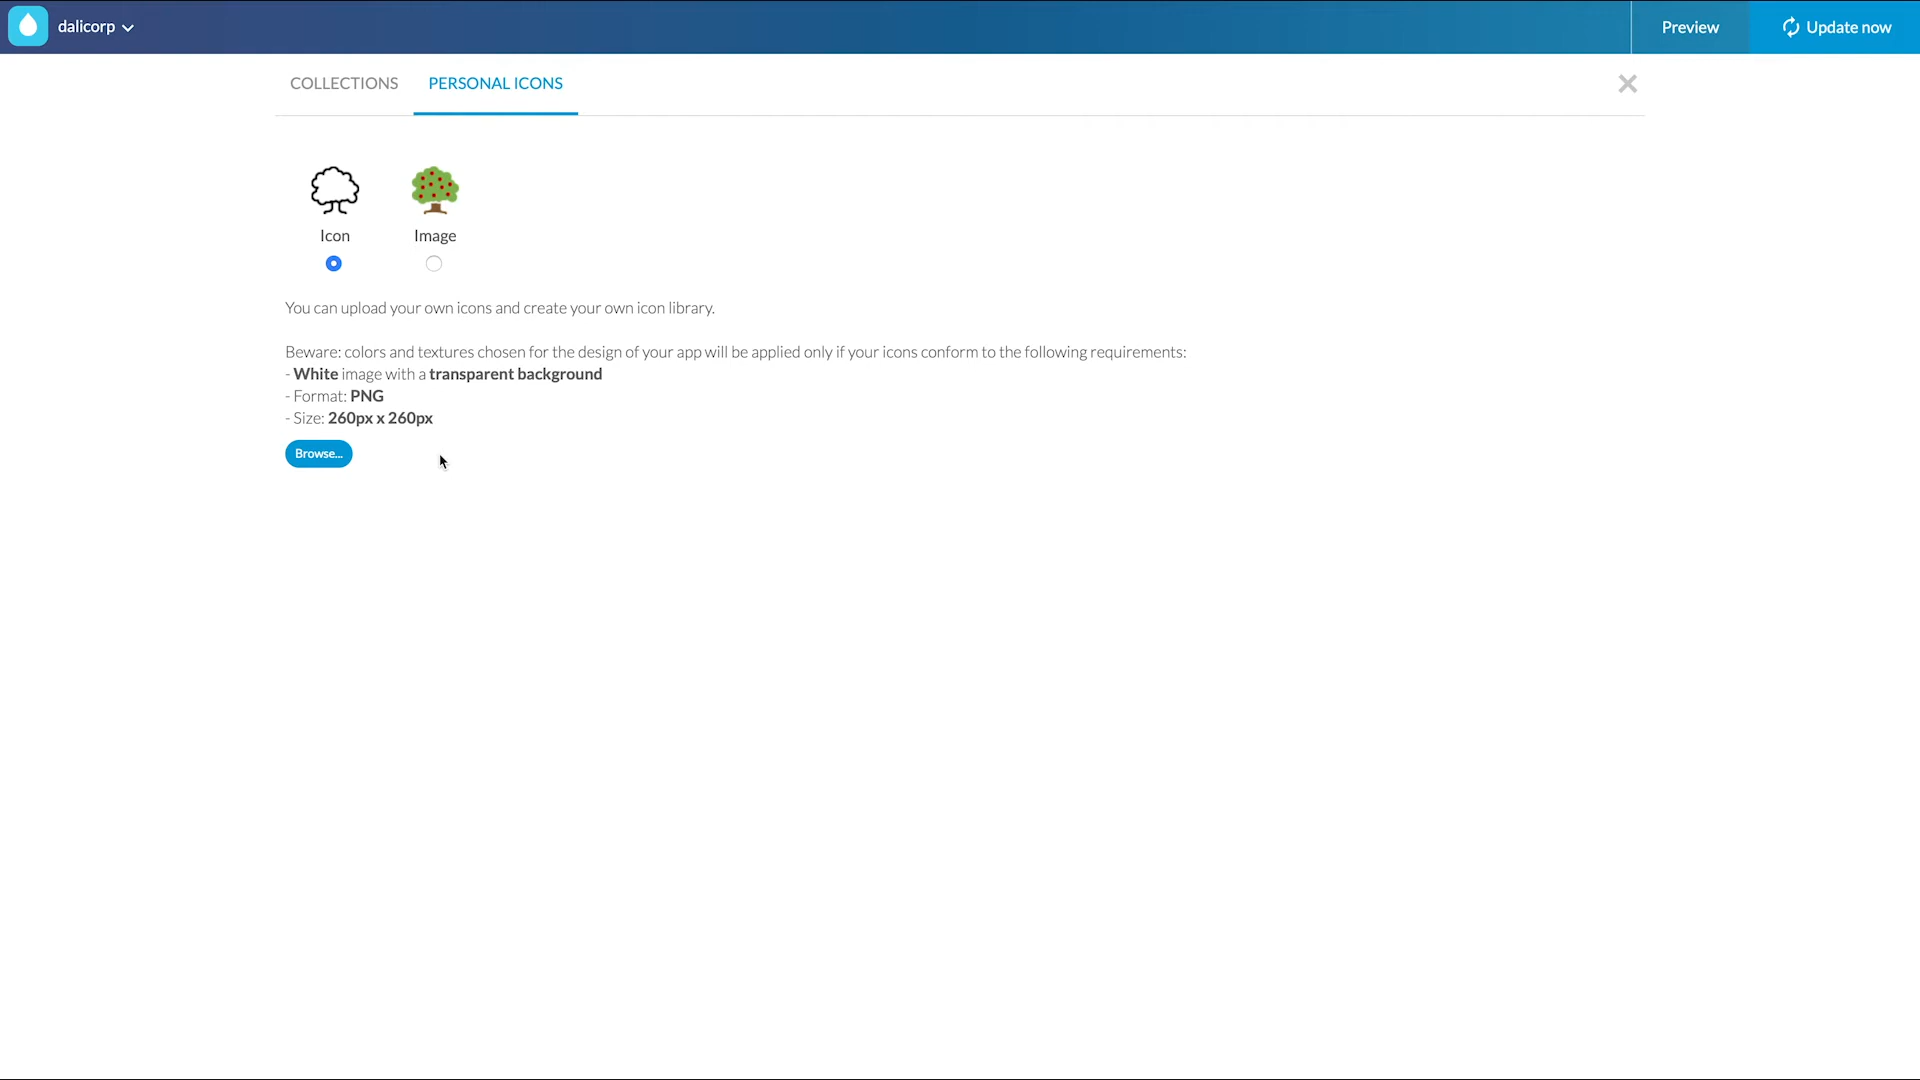 dalicorp
Preview
Update now
COLLECTIONS
PERSONAL ICONS
Icon
Image
You can upload your own icons and create your own icon library.
Beware: colors and textures chosen for the design of your app will be applied only if your icons conform to the following requirements:
- White image with a transparent background
- Format: PNG
- Size: 260px x 260px
Browse...